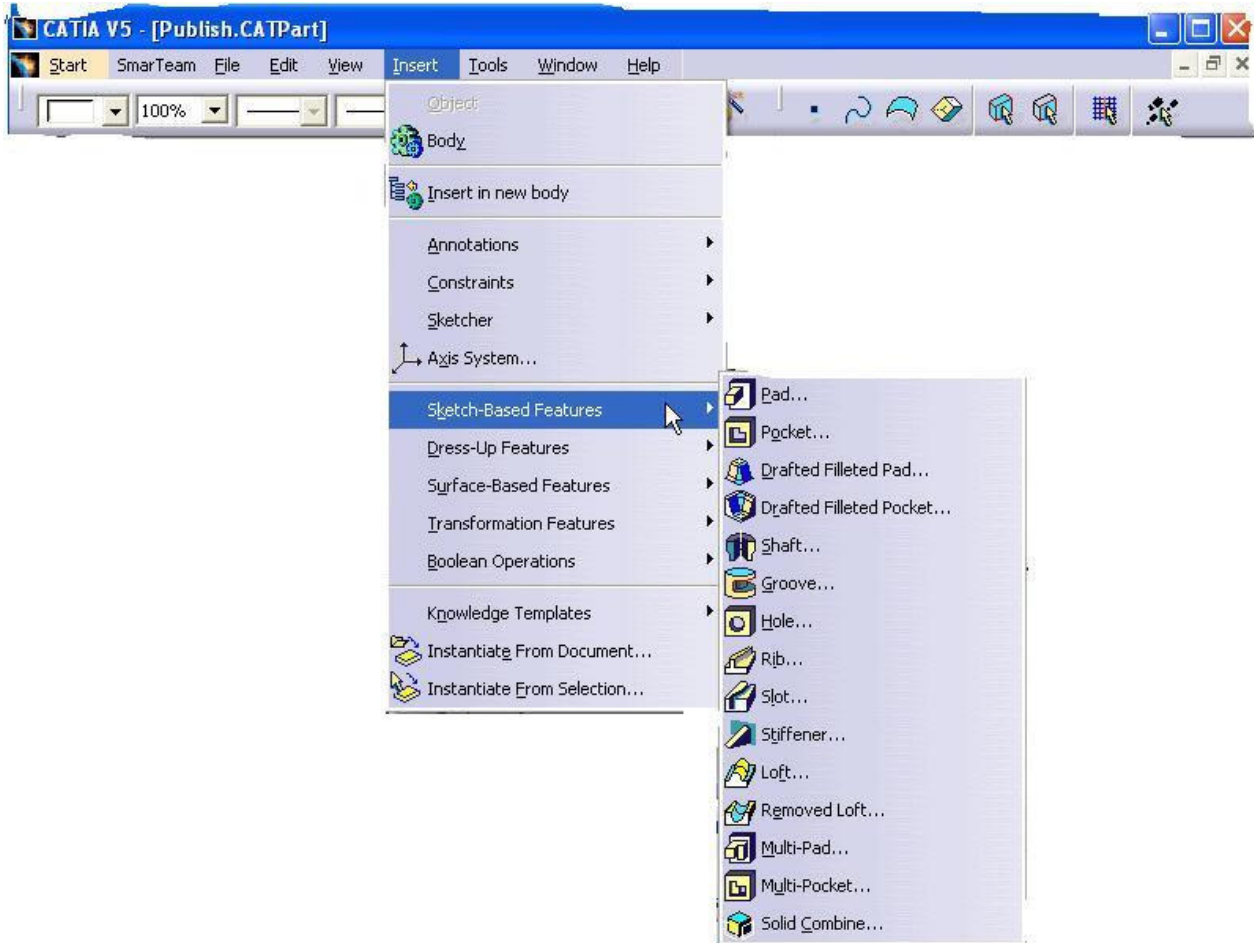 CATIA V5 - [Publish.CATPart]
Start SmarTeam File Edit View Insert Tools Window Help
100%
Object
Body
Insert in new body
Annotations
Constraints
Sketcher
Axis System...
Sketch-Based Features
Dress-Up Features
Surface-Based Features
Transformation Features
Boolean Operations
Knowledge Templates
Instantiate From Document...
Instantiate From Selection...
Pad...
Pocket...
Drafted Filleted Pad...
Drafted Filleted Pocket...
Shaft...
Groove...
Hole...
Rib...
Slot...
Stiffener...
Loft...
Removed Loft...
Multi-Pad...
Multi-Pocket...
Solid Combine...